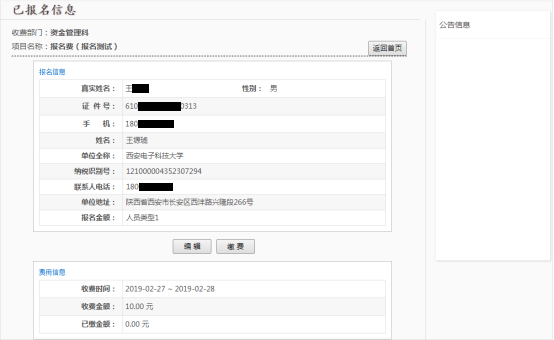 已报名信息
收费部门：资金管理科
项目名称：报名费（报名测试）
返回首页
公告信息
报名信息
真实姓名： 王 性别： 男
证 件 号： 610 0313
手 机： 180
姓名： 王璁瑀
单位全称： 西安电子科技大学
纳税识别号： 121000004352307294
联系人电话： 180
单位地址： 陕西省西安市长安区西沣路兴隆段266号
报名金额： 人员类型1
编 辑 缴 费
费用信息
收费时间： 2019-02-27 ~ 2019-02-28
收费金额： 10.00 元
已缴金额： 0.00 元